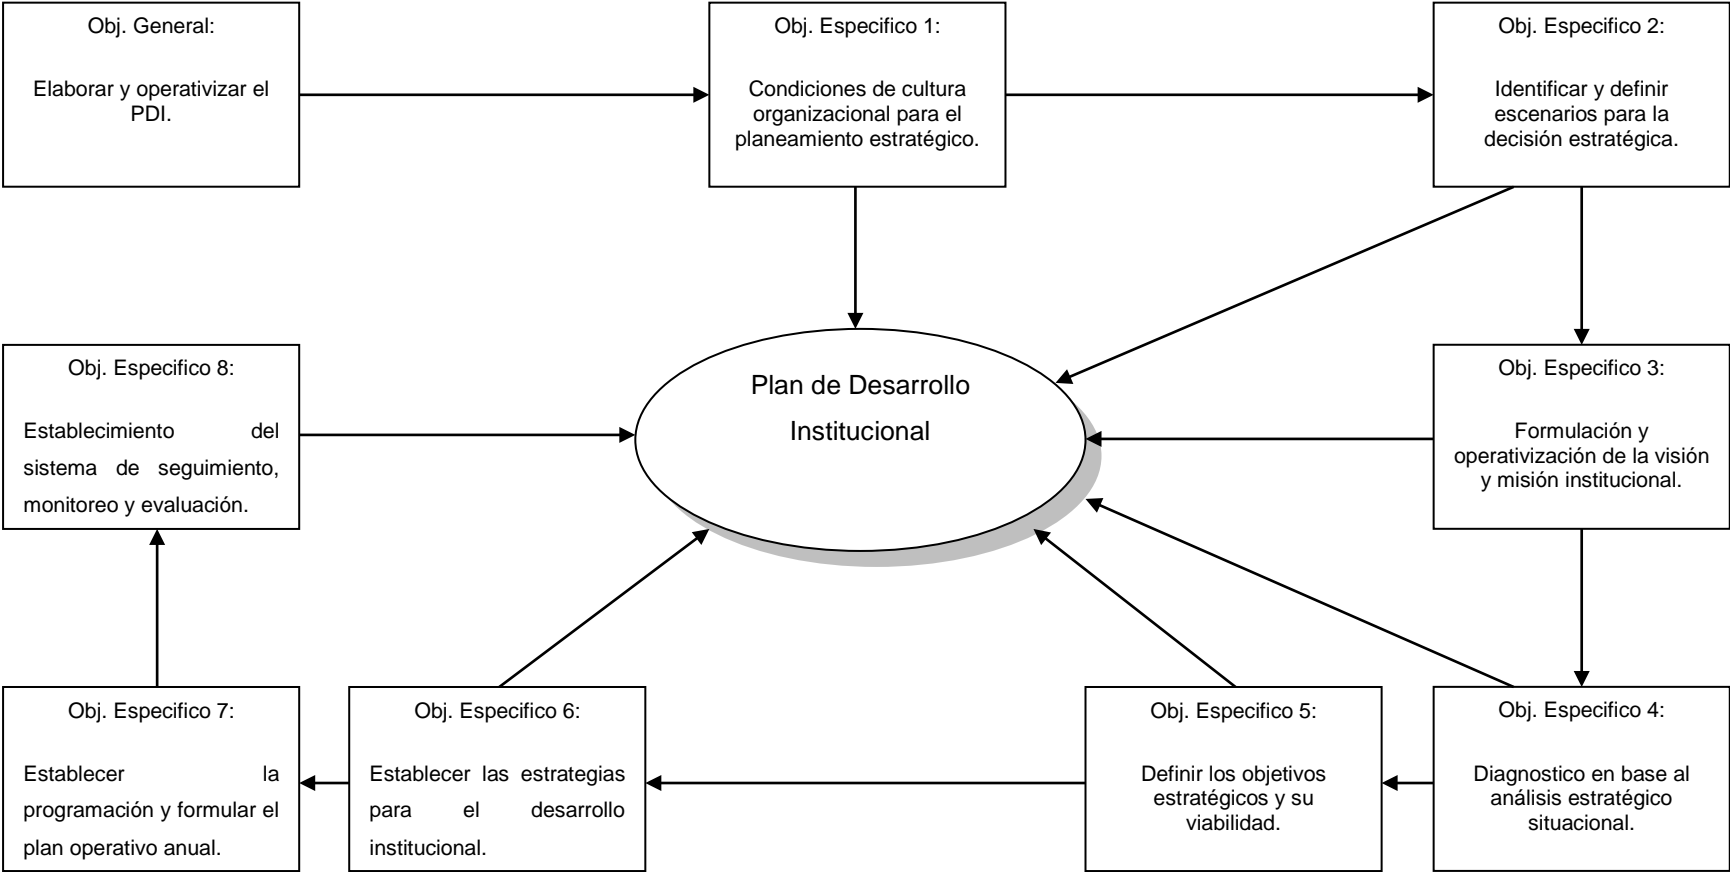 Obj. General:
Elaborar y operativizar el
PDI.
Obj. Especifico 1:
Condiciones de cultura
organizacional para el
planeamiento estratégico.
Obj. Especifico 2:
Identificar y definir
escenarios para la
decisión estratégica.
Obj. Especifico 8:
Establecimiento del
sistema de seguimiento,
monitoreo y evaluación.
Plan de Desarrollo
Institucional
Obj. Especifico 3:
Formulación y
operativización de la visión
y misión institucional.
Obj. Especifico 7:
Establecer la
programación y formular el
plan operativo anual.
Obj. Especifico 6:
Establecer las estrategias
para el desarrollo
institucional.
Obj. Especifico 5:
Definir los objetivos
estratégicos y su
viabilidad.
Obj. Especifico 4:
Diagnostico en base al
análisis estratégico
situacional.